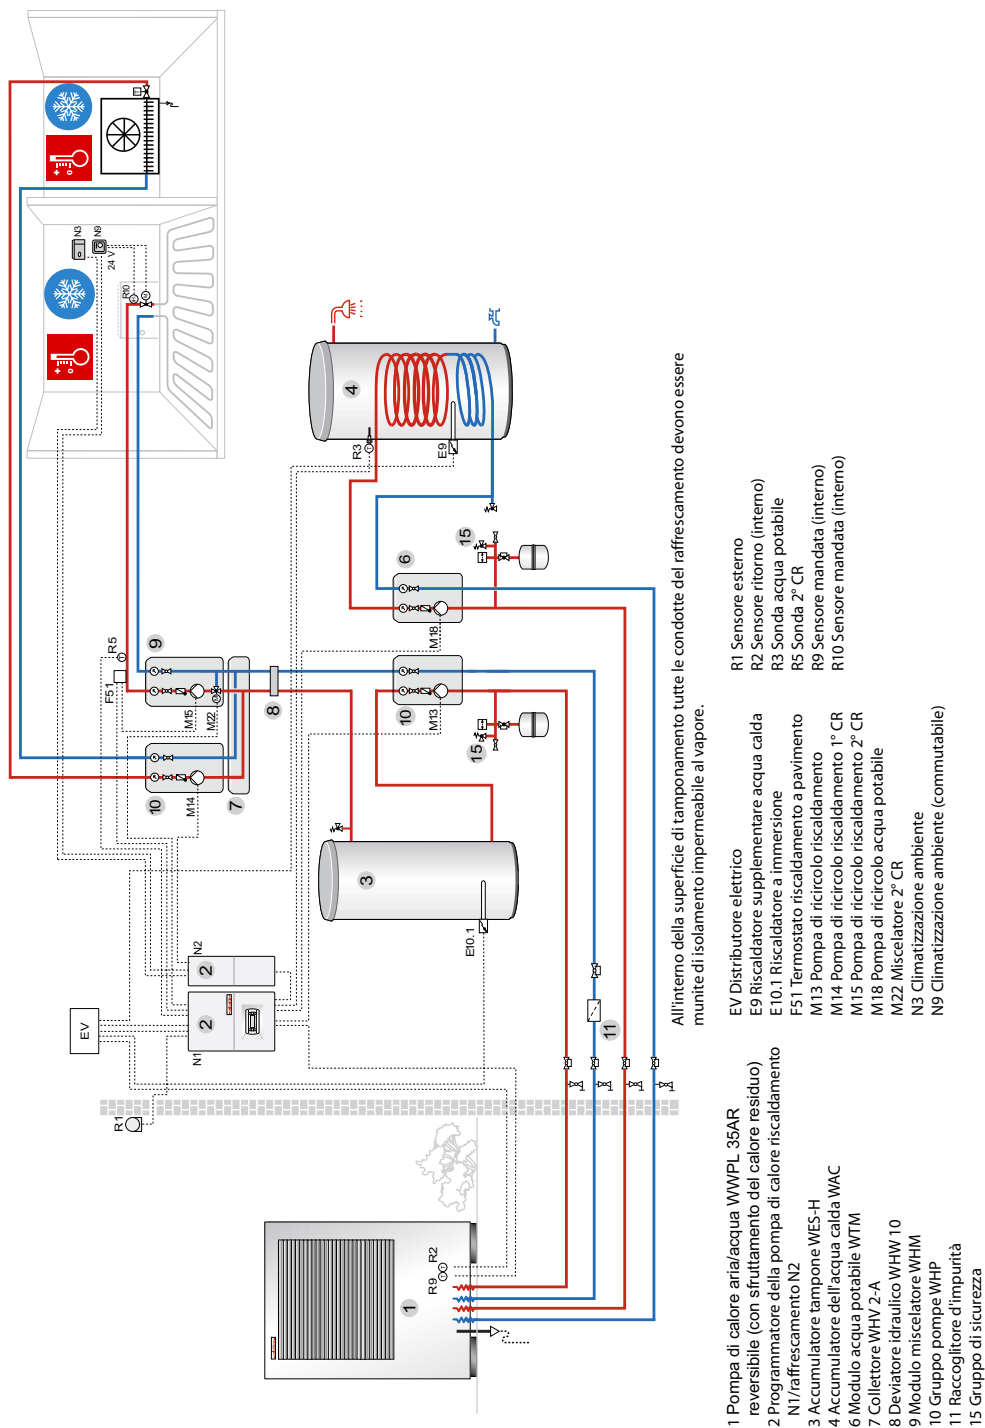 N3
N9
24 V
R10
R3
E9
4
15
6
M18
R5
F51
9
M15
M22
8
10
M13
10
M14
7
15
3
E10.1
N2
2
2
N1
EV
11
R1
R2
R9
1
All'interno della superficie di tamponamento tutte le condotte del raffrescamento devono essere
munite di isolamento impermeabile al vapore.
1 Pompa di calore aria/acqua WWPL 35AR
reversibile (con sfruttamento del calore residuo)
2 Programmatore della pompa di calore riscaldamento
N1/raffrescamento N2
3 Accumulatore tampone WES-H
4 Accumulatore dell'acqua calda WAC
6 Modulo acqua potabile WTM
7 Collettore WHV 2-A
8 Deviatore idraulico WHW 10
9 Modulo miscelatore WHM
10 Gruppo pompe WHP
11 Raccoglitore d'impurità
15 Gruppo di sicurezza
EV Distributore elettrico
E9 Riscaldatore supplementare acqua calda
E10.1 Riscaldatore a immersione
F51 Termostato riscaldamento a pavimento
M13 Pompa di ricircolo riscaldamento
M14 Pompa di ricircolo riscaldamento 1° CR
M15 Pompa di ricircolo riscaldamento 2° CR
M18 Pompa di ricircolo acqua potabile
M22 Miscelatore 2° CR
N3 Climatizzazione ambiente
N9 Climatizzazione ambiente (commutabile)
R1 Sensore esterno
R2 Sensore ritorno (interno)
R3 Sonda acqua potabile
R5 Sonda 2° CR
R9 Sensore mandata (interno)
R10 Sensore mandata (interno)